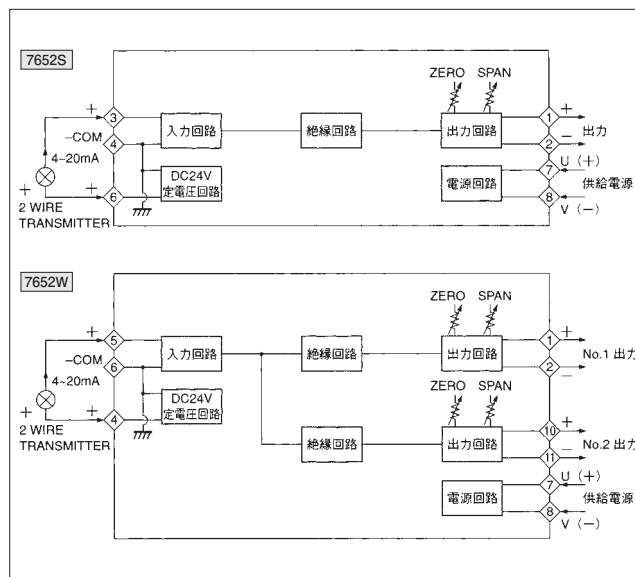 7652S
ZERO SPAN
+ 3 入力回路 絶縁回路 出力回路 1 +
出力
−COM 4 2 −
4~20mA
DC24V
定電圧回路
電源回路 7 U (+)
供給電源
+ + 6 8 V (−)
2 WIRE
TRANSMITTER
7652W
ZERO SPAN
+ 5 入力回路 絶縁回路 出力回路 1 +
No.1 出力
−COM 6 2 −
4~20mA
DC24V
定電圧回路
ZERO SPAN
+ + 4
2 WIRE
TRANSMITTER
絶縁回路 出力回路 10 +
No.2 出力
11 −
電源回路 7 U (+)
供給電源
8 V (−)